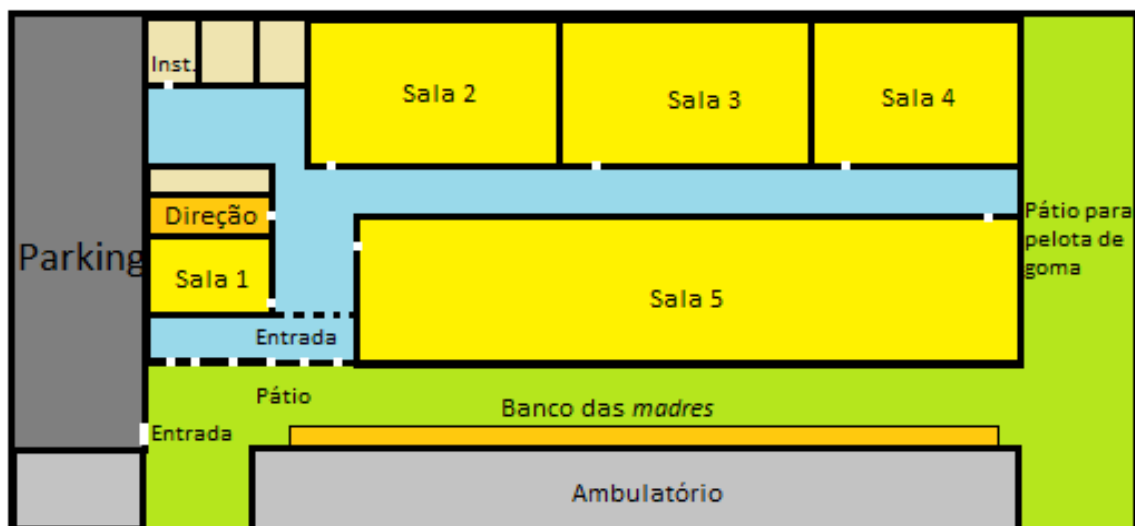 Inst.
Sala 2
Sala 3
Sala 4
Direção
Parking
Sala 1
Pátio para
pelota de
goma
Sala 5
Entrada
Pátio
Banco das madres
Entrada
Ambulatório